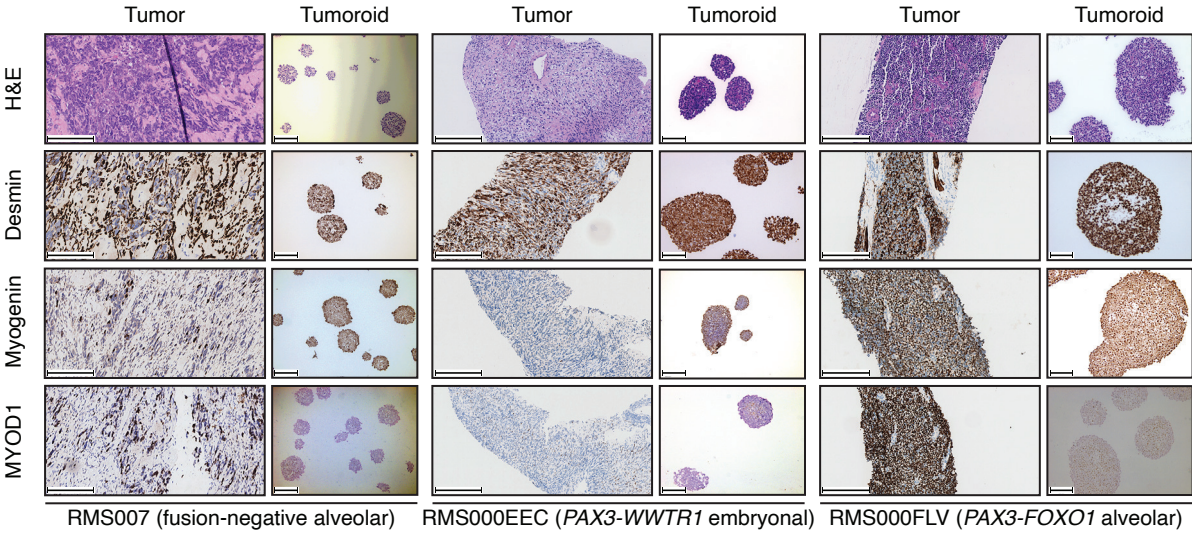 Tumor Tumoroid Tumor Tumoroid Tumor Tumoroid
H&E
Desmin
Myogenin
MYOD1
RMS007 (fusion-negative alveolar) RMS000EEC (PAX3-WWTR1 embryonal) RMS000FLV (PAX3-FOXO1 alveolar)